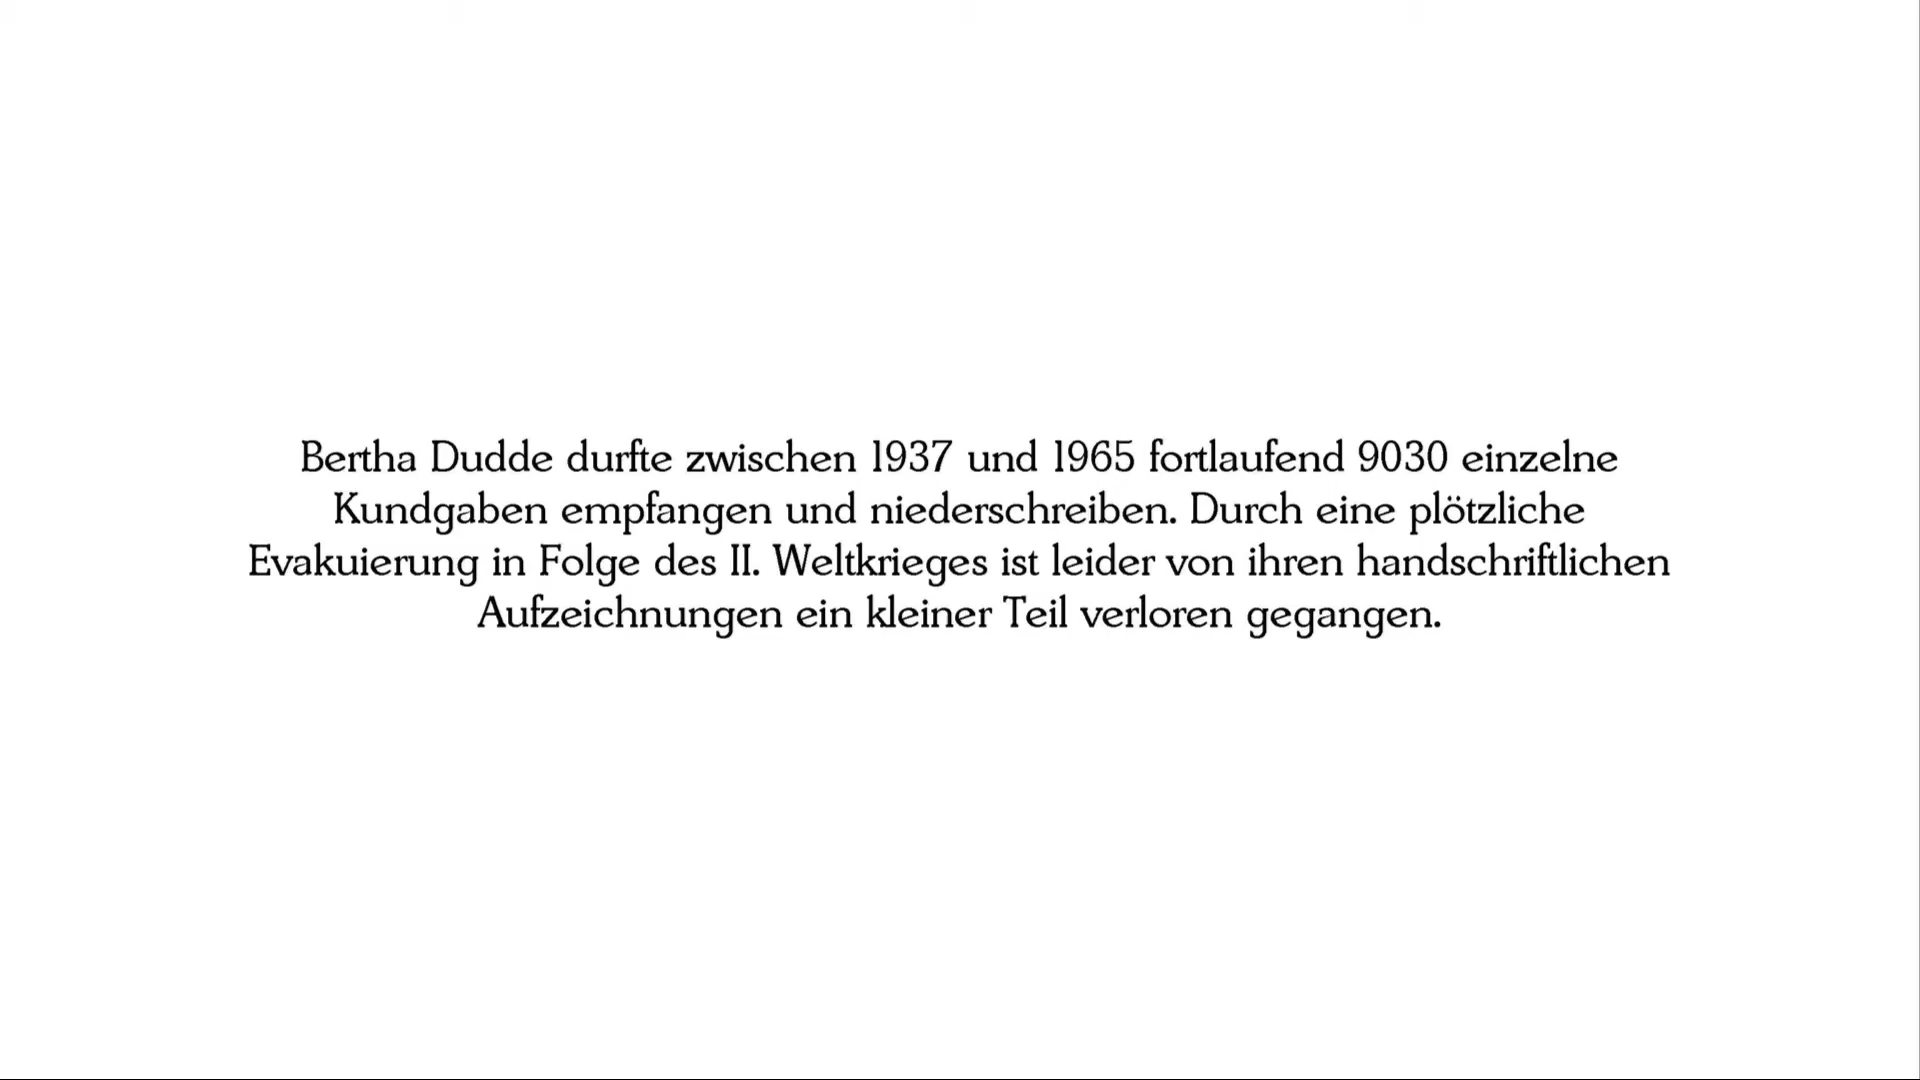 Bertha Dudde durfte zwischen 1937 und 1965 fortlaufend 9030 einzelne
Kundgaben empfangen und niederschreiben. Durch eine plötzliche
Evakuierung in Folge des II. Weltkrieges ist leider von ihren handschriftlichen
Aufzeichnungen ein kleiner Teil verloren gegangen.